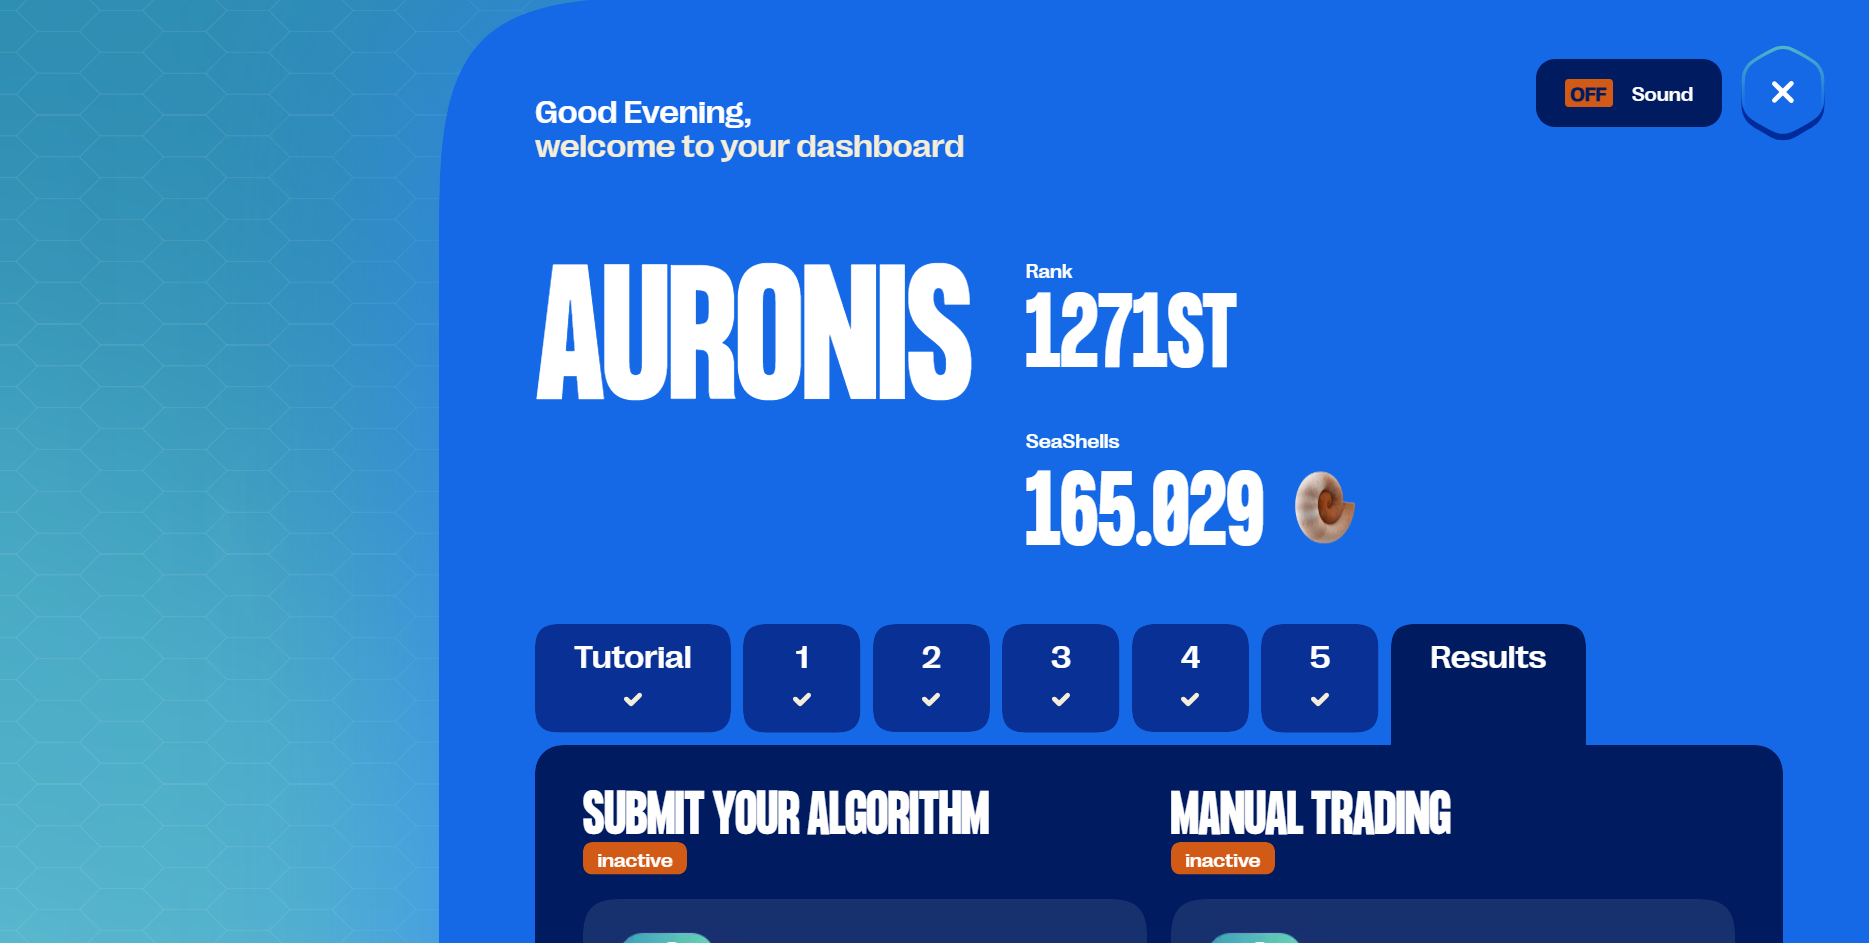 OFF Sound
Good Evening,
welcome to your dashboard
AURONIS
Rank
1271ST
SeaShells
165.029
Tutorial 1 2 3 4 5 Results
SUBMIT YOUR ALGORITHM
inactive
MANUAL TRADING
inactive